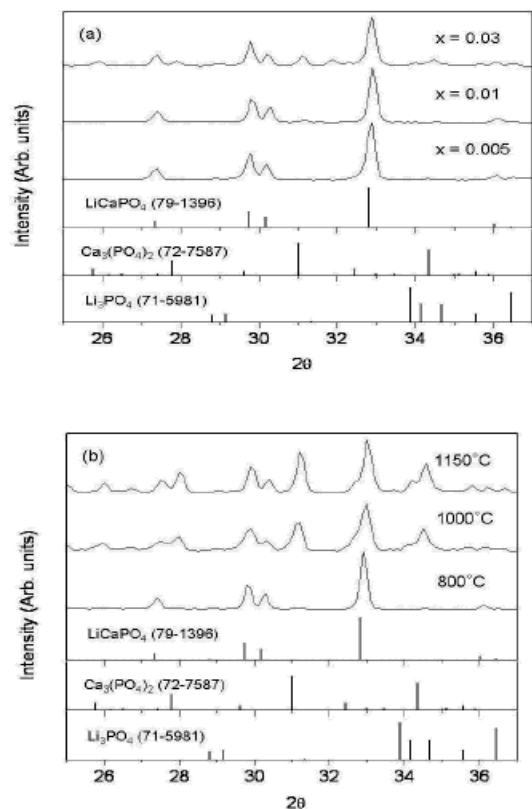 (a)
x = 0.03
x = 0.01
x = 0.005
LiCaPO₄ (79-1396)
Ca₃(PO₄)₂ (72-7587)
Li₃PO₄ (71-5981)
Intensity (Arb. units)
26 28 30 32 34 36
2θ
(b)
1150°C
1000°C
800°C
LiCaPO₄ (79-1396)
Ca₃(PO₄)₂ (72-7587)
Li₃PO₄ (71-5981)
Intensity (Arb. units)
26 28 30 32 34 36
2θ